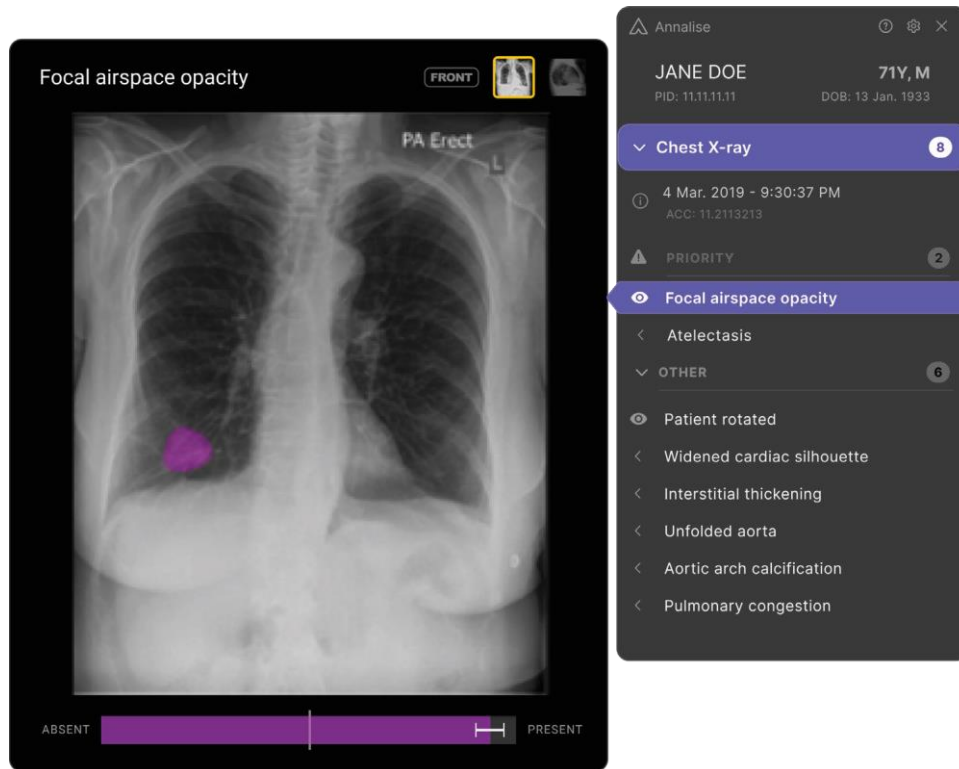 Focal airspace opacity
FRONT
PA Erect
L
ABSENT
PRESENT
Annalise
JANE DOE 71Y, M
PID: 11.11.11.11 DOB: 13 Jan. 1933
Chest X-ray 8
4 Mar. 2019 - 9:30:37 PM
ACC: 11.2113213
PRIORITY 2
Focal airspace opacity
Atelectasis
OTHER 6
Patient rotated
Widened cardiac silhouette
Interstitial thickening
Unfolded aorta
Aortic arch calcification
Pulmonary congestion